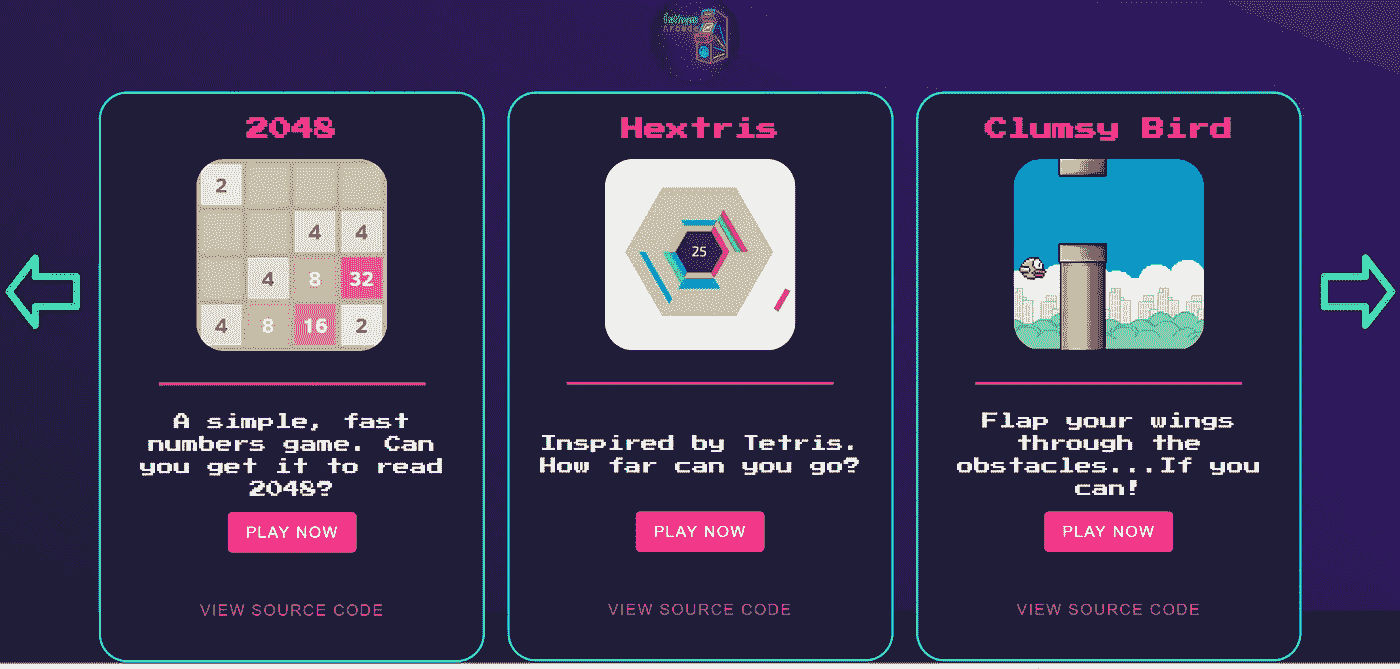 2048
2
4 4
4 8 32
4 8 16 2
A simple, fast
numbers game. Can
you get it to read
2048?
PLAY NOW
VIEW SOURCE CODE
Hextris
25
Inspired by Tetris.
How far can you go?
PLAY NOW
VIEW SOURCE CODE
Clumsy Bird
Flap your wings
through the
obstacles...If you
can!
PLAY NOW
VIEW SOURCE CODE